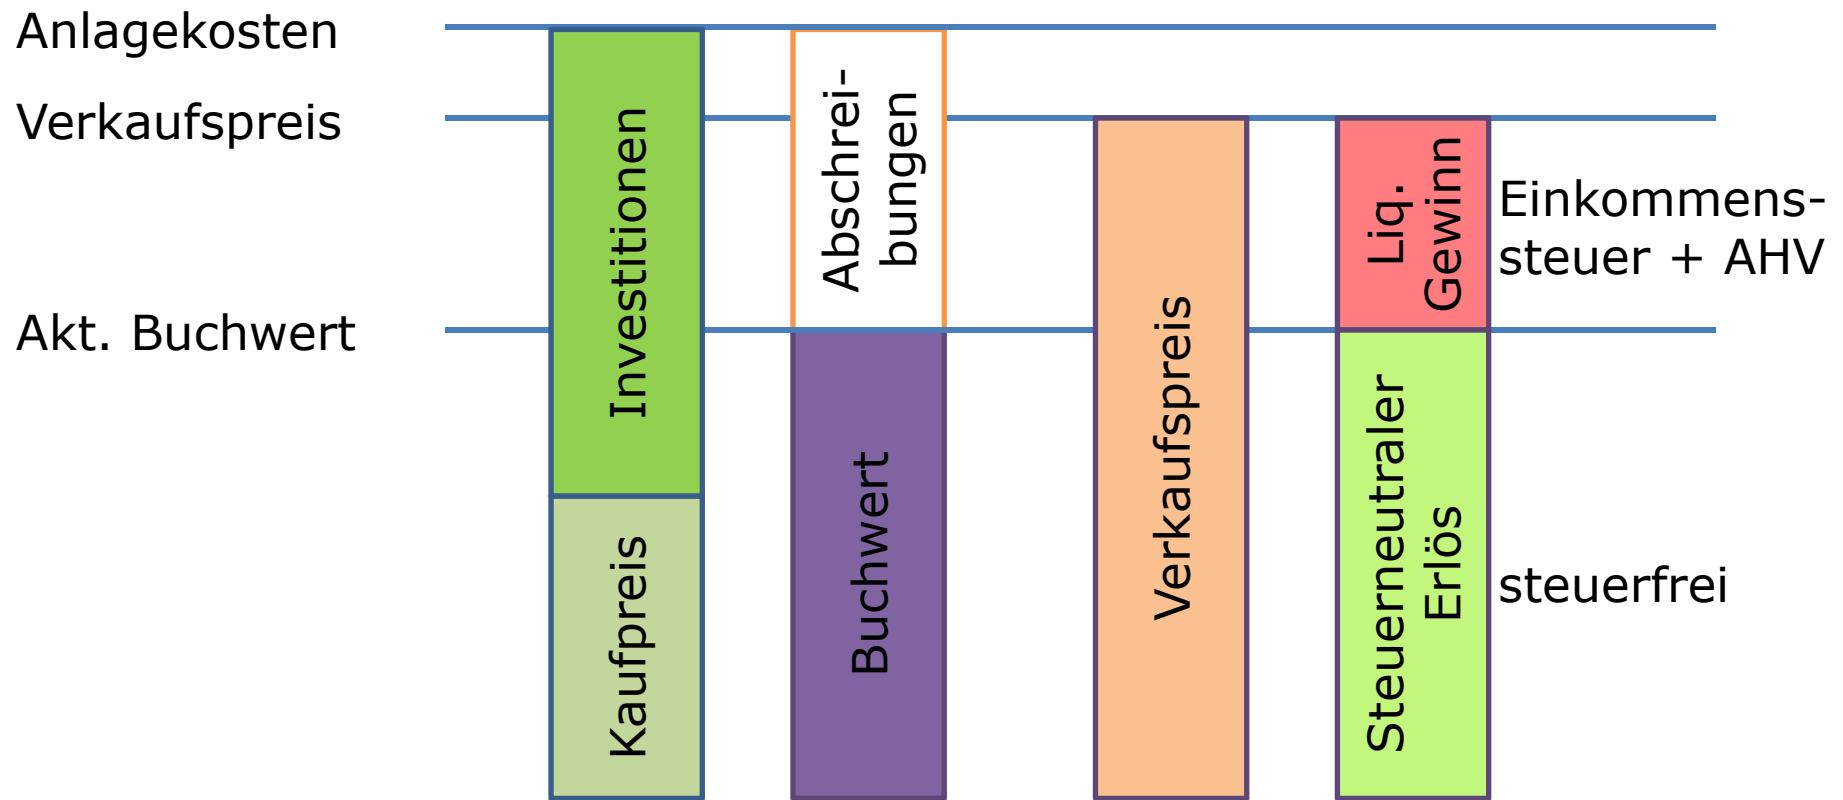 Anlagekosten
Verkaufspreis
Akt. Buchwert
Investitionen
Kaufpreis
Abschrei-
bungen
Buchwert
Verkaufspreis
Liq.
Gewinn
Steuerneutraler
Erlös
Einkommens-
steuer + AHV
steuerfrei